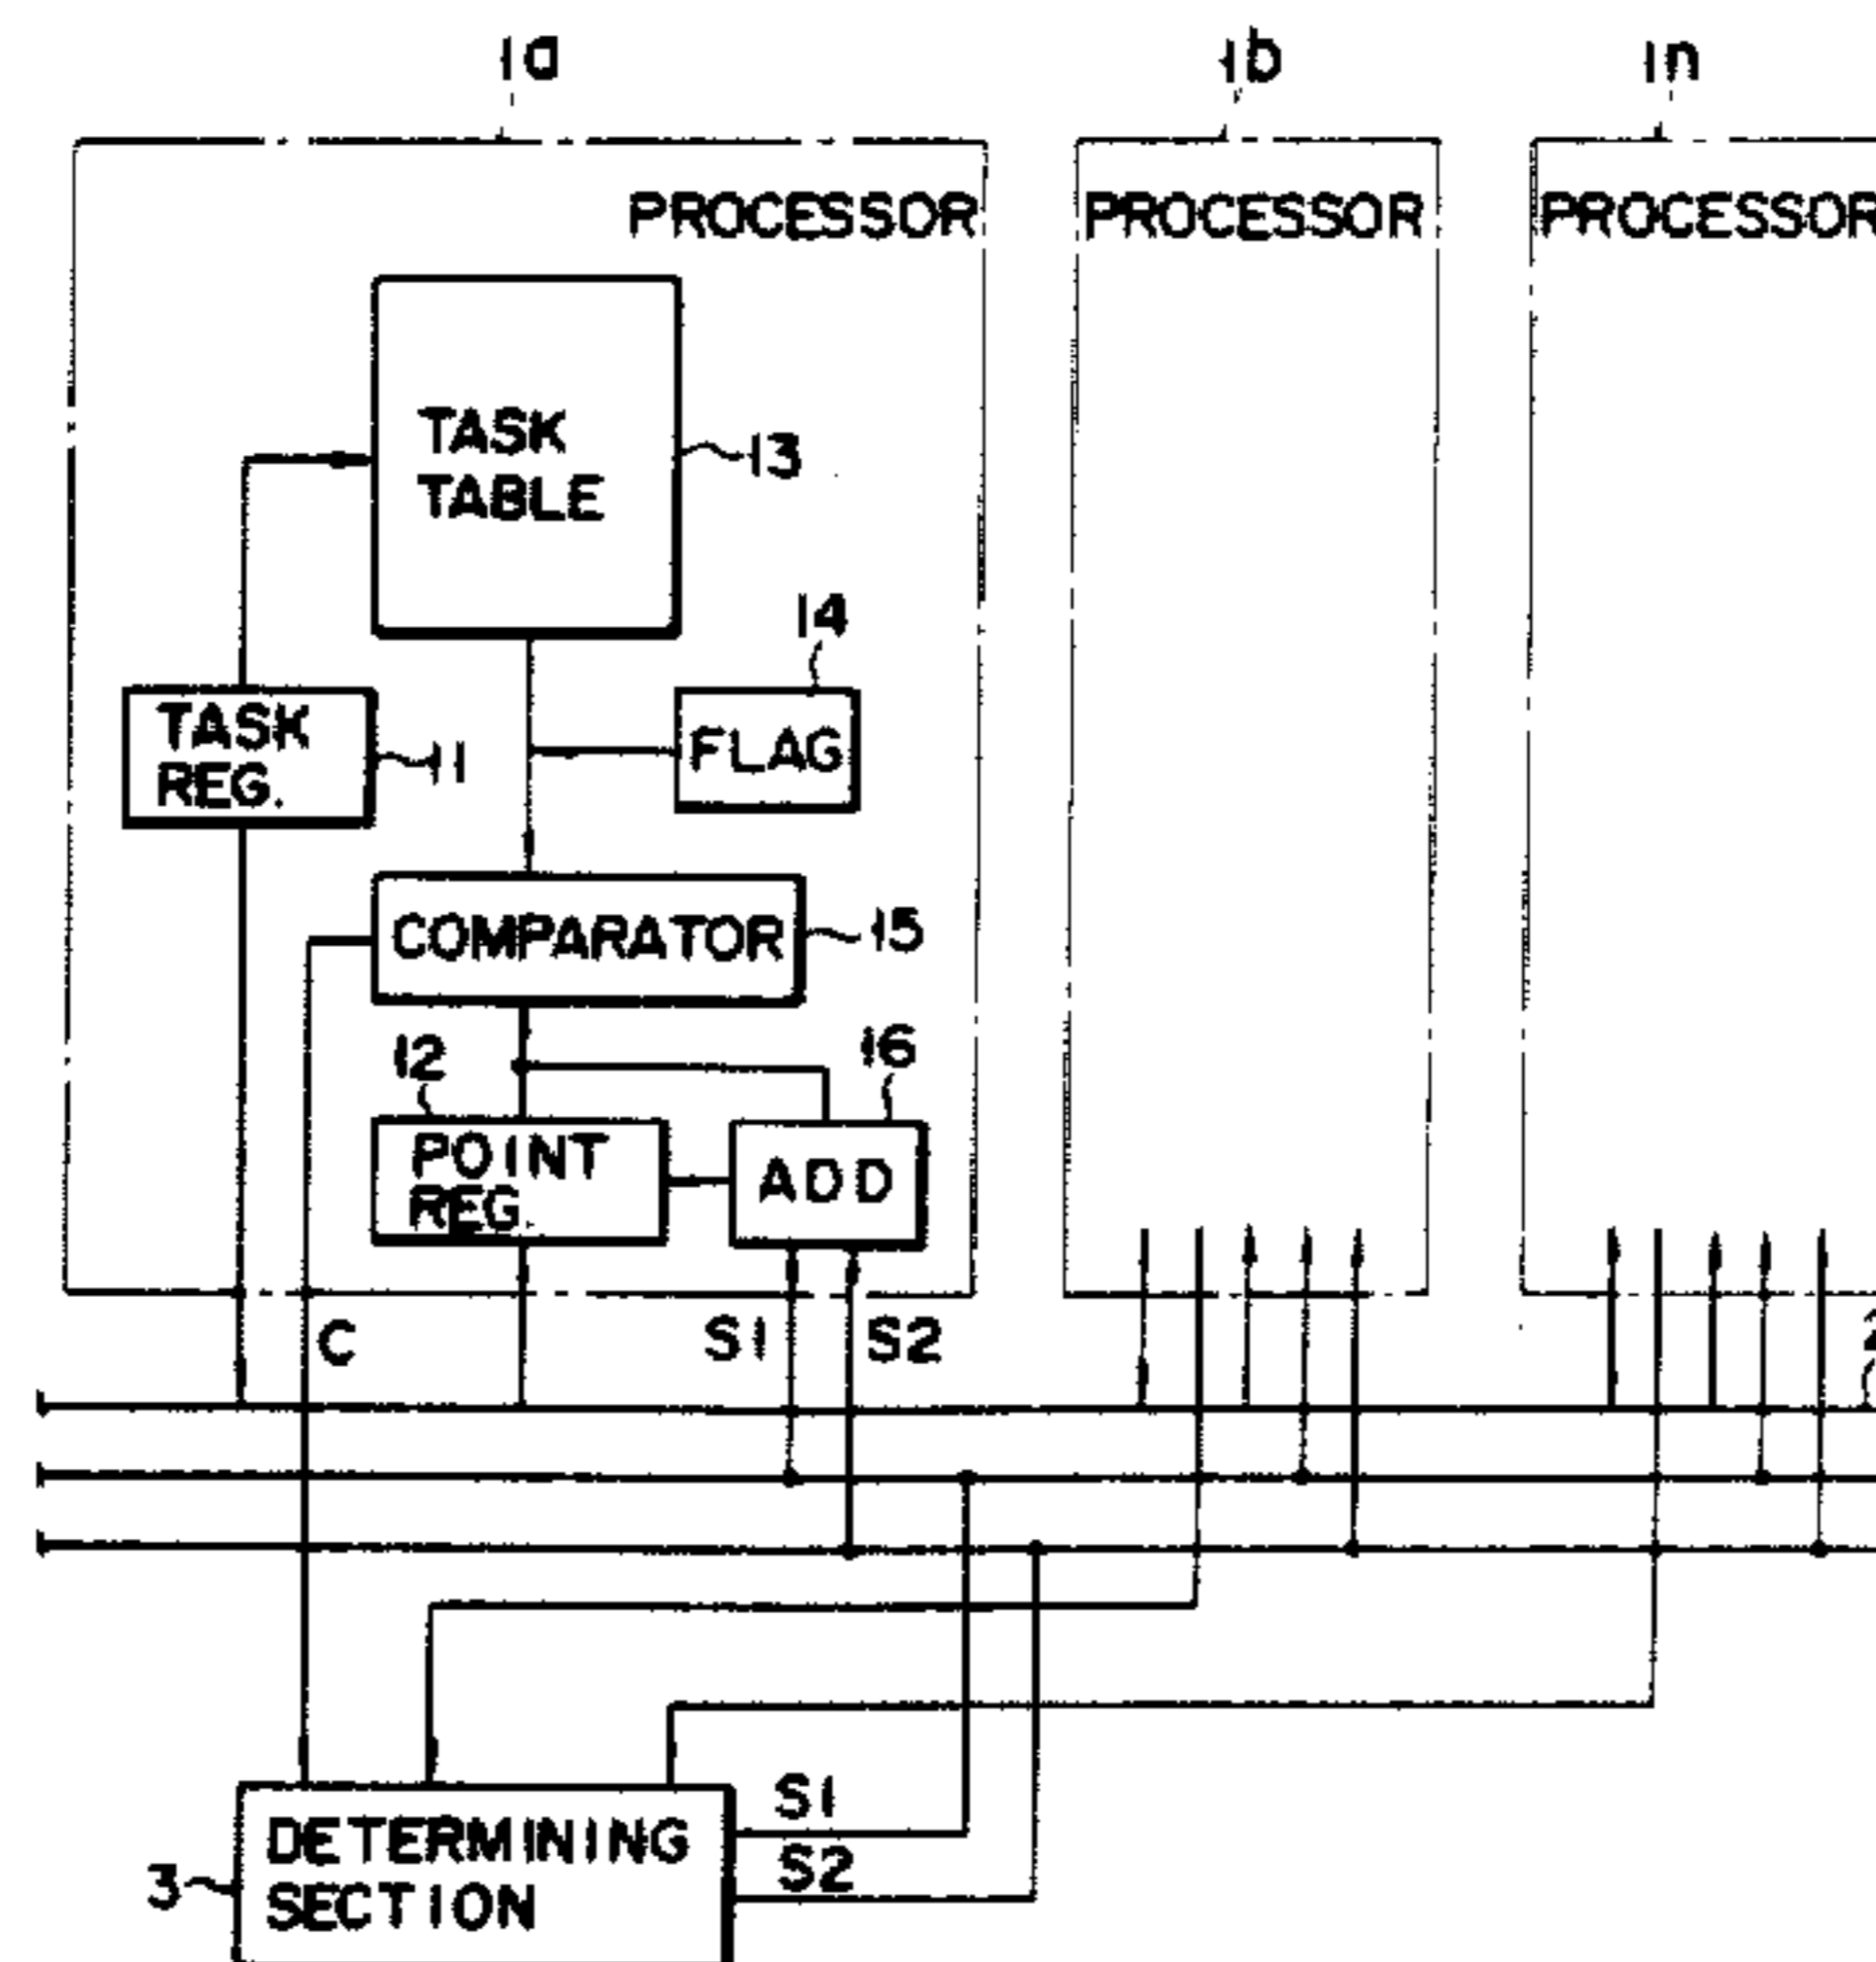 1a
1b
1n
PROCESSOR
PROCESSOR
PROCESSOR
TASK
TABLE
13
14
TASK
REG.
11
FLAG
COMPARATOR
15
12
16
POINT
REG.
ADD
C
S1
S2
2
S1
S2
3
DETERMINING
SECTION